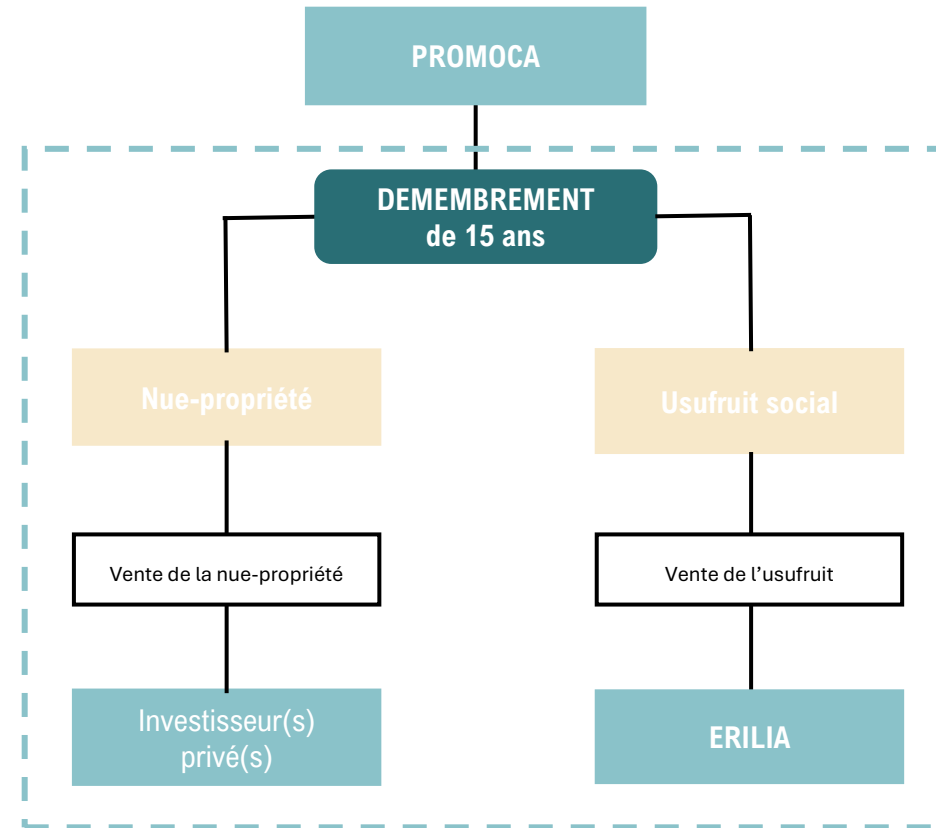 PROMOCA
DEMEMBREMENT
de 15 ans
Nue-propriété
Usufruit social
Vente de la nue-propriété
Vente de l’usufruit
Investisseur(s)
privé(s)
ERILIA